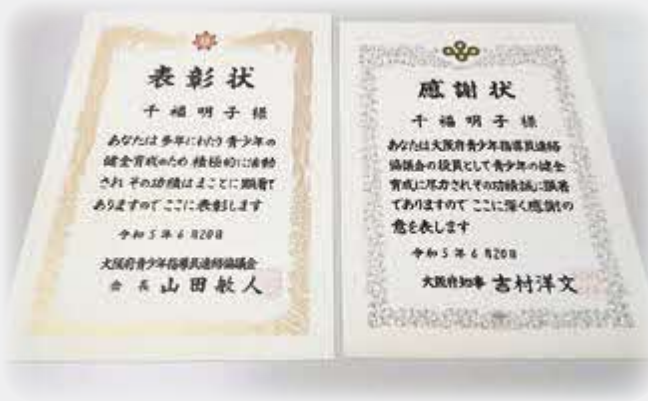 表彰状
千福明子様
あなたは多年にわたり青少年の
健全育成のため積極的に活動
され その功績はまことに顕著で
ありますので ここに表彰します
令和5年6月20日
大阪府青少年指導員連絡協議会
会長 山田敏人
感謝状
千福明子様
あなたは大阪府青少年指導員連絡
協議会の役員として青少年の健全
育成に尽力されその功績誠に顕著
でありますので ここに深く感謝の
意を表します
令和5年6月20日
大阪府知事 吉村洋文